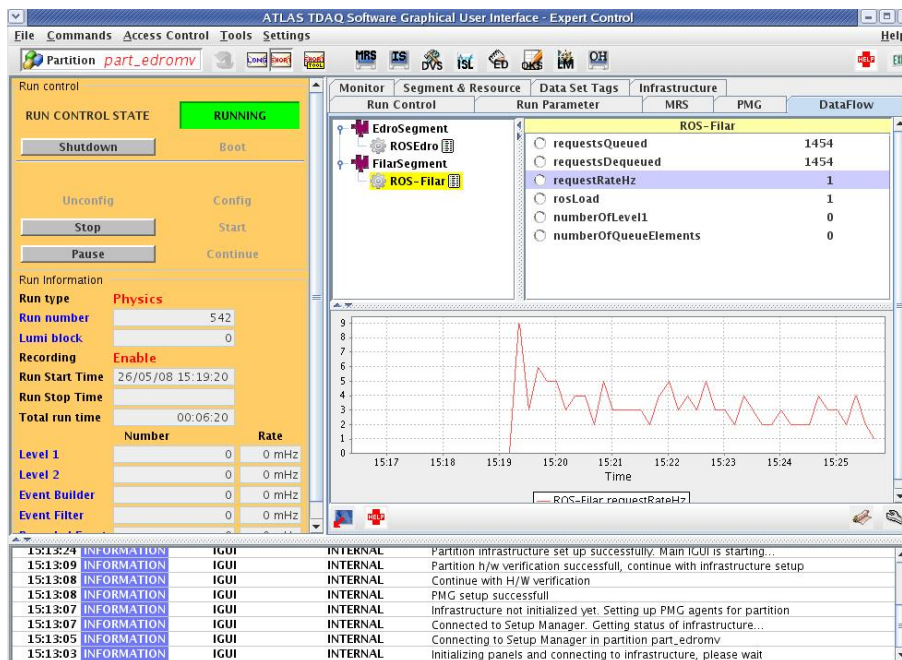 ATLAS TDAQ Software Graphical User Interface - Expert Control
File Commands Access Control Tools Settings Help
Partition part_edromv LONG SHORT SHORT TOOL MRS IS DVS ISL ED OKS LM OH HELP
Run control
RUN CONTROL STATE RUNNING
Shutdown Boot
Unconfig Config
Stop Start
Pause Continue
Run Information
Run type Physics
Run number 542
Lumi block 0
Recording Enable
Run Start Time 26/05/08 15:19:20
Run Stop Time
Total run time 00:06:20
Number Rate
Level 1 0 0 mHz
Level 2 0 0 mHz
Event Builder 0 0 mHz
Event Filter 0 0 mHz
Monitor Segment & Resource Data Set Tags Infrastructure
Run Control Run Parameter MRS PMG DataFlow
EdroSegment
ROSEdro
FilarSegment
ROS-Filar
ROS-Filar
requestsQueued 1454
requestsDequeued 1454
requestRateHz 1
rosLoad 1
numberOfLevel1 0
numberOfQueueElements 0
9
8
7
6
5
4
3
2
1
0
15:17 15:18 15:19 15:20 15:21 15:22 15:23 15:24 15:25
Time
ROS-Filar requestRateHz
HELP
15:13:24 INFORMATION IGUI INTERNAL Partition infrastructure set up successfully. Main IGUI is starting...
15:13:09 INFORMATION IGUI INTERNAL Partition h/w verification successful, continue with infrastructure setup
15:13:08 INFORMATION IGUI INTERNAL Continue with H/W verification
15:13:08 INFORMATION IGUI INTERNAL PMG setup successfull
15:13:07 INFORMATION IGUI INTERNAL Infrastructure not initialized yet. Setting up PMG agents for partition
15:13:07 INFORMATION IGUI INTERNAL Connected to Setup Manager. Getting status of infrastructure...
15:13:05 INFORMATION IGUI INTERNAL Connecting to Setup Manager in partition part_edromv
15:13:03 INFORMATION IGUI INTERNAL Initializing panels and connecting to infrastructure, please wait